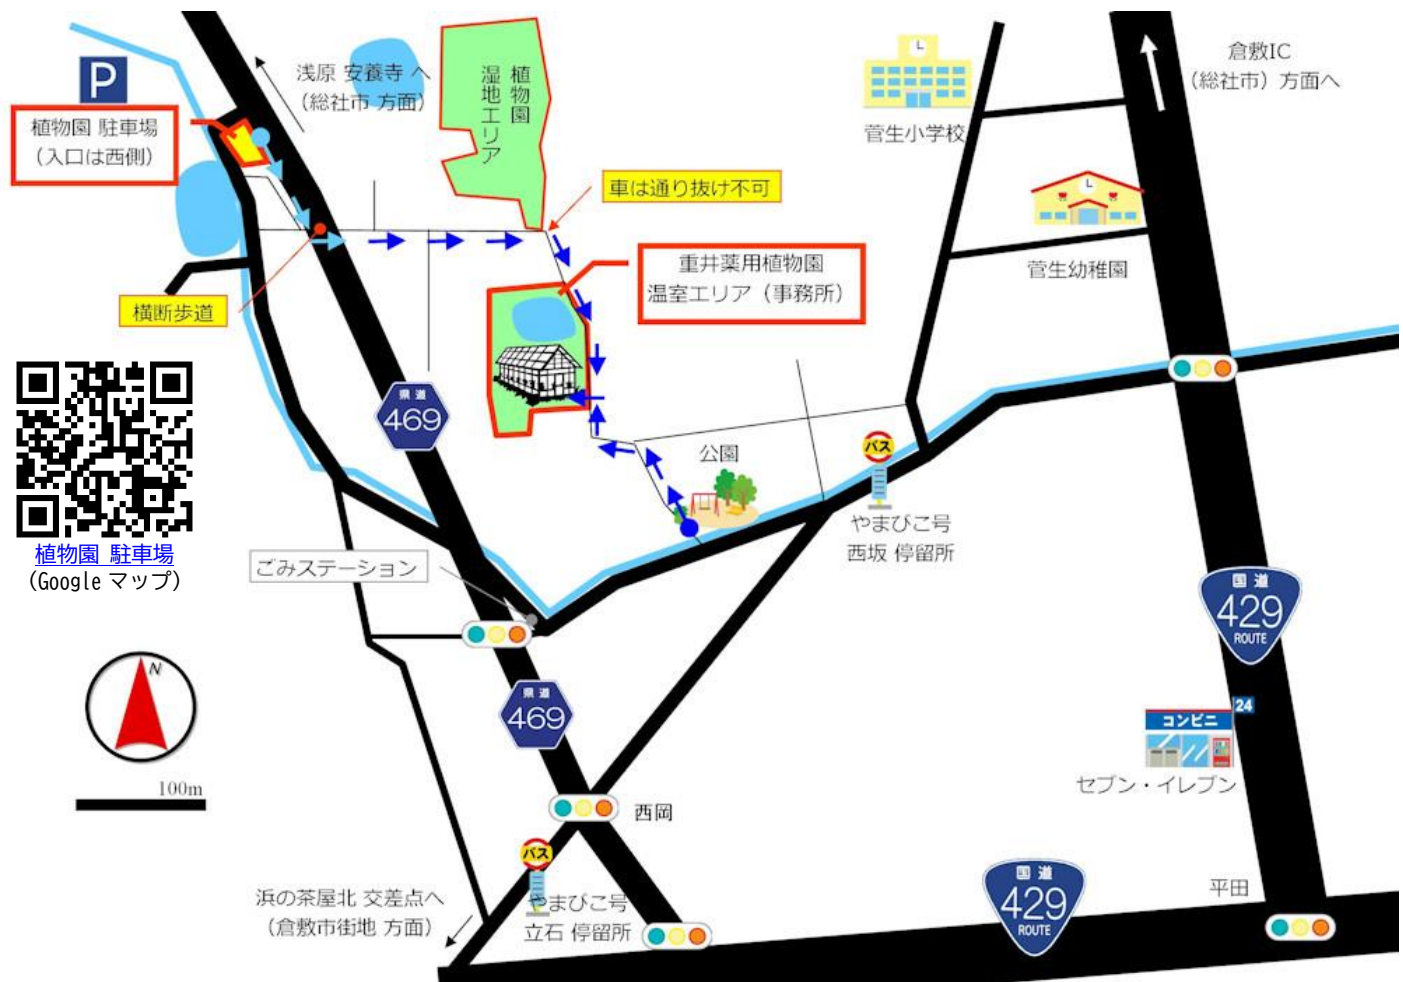 浅原 安養寺 へ
（総社市 方面）
植物園
湿地エリア
菅生小学校
倉敷IC
（総社市）方面へ
P
植物園 駐車場
（入口は西側）
車は通り抜け不可
菅生幼稚園
重井薬用植物園
温室エリア（事務所）
横断歩道
県道
469
公園
バス
やまびこ号
西坂 停留所
植物園 駐車場
(Google マップ)
ごみステーション
国道
429
ROUTE
N
100m
県道
469
24
コンビニ
セブン・イレブン
西岡
バス
やまびこ号
立石 停留所
浜の茶屋北 交差点へ
（倉敷市街地 方面）
国道
429
ROUTE
平田